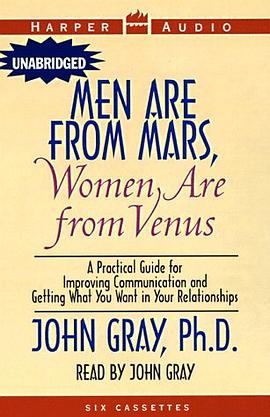 HARPER AUDIO
UNABRIDGED
MEN ARE
FROM MARS,
Women Are
from Venus
A Practical Guide for
Improving Communication and
Getting What You Want in Your Relationships
JOHN GRAY, Ph.D.
READ BY JOHN GRAY
SIX CASSETTES